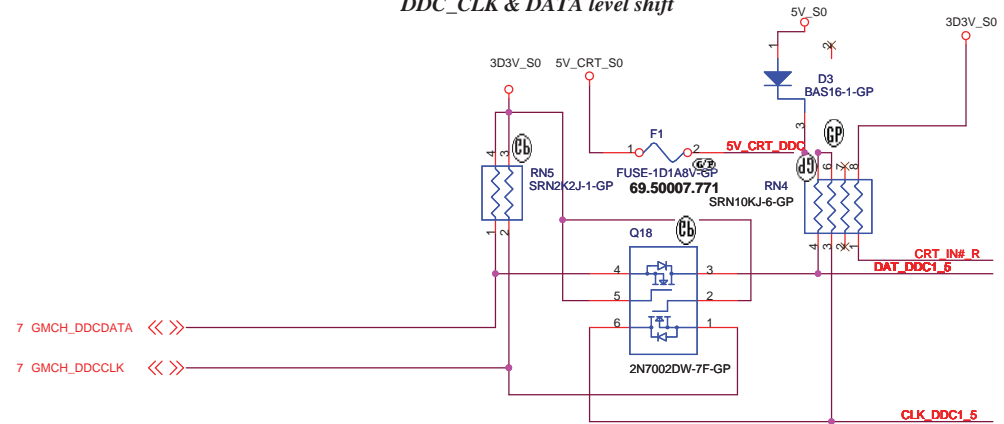 DDC_CLK & DATA level shift
5V_S0
3D3V_S0
3D3V_S0
5V_CRT_S0
1
2
D3
BAS16-1-GP
3
F1
1
2
5V_CRT_DDC
G/P
FUSE-1D1A8V-GP
69.50007.771
GP
GP
6
7
8
RN4
SRN10KJ-6-GP
4
3
2
1
4
3
RN5
SRN2K2J-1-GP
1
2
Q18
4
3
5
2
6
1
2N7002DW-7F-GP
CRT_IN#_R
DAT_DDC1_5
7 GMCH_DDCDATA
7 GMCH_DDCCLK
CLK_DDC1_5